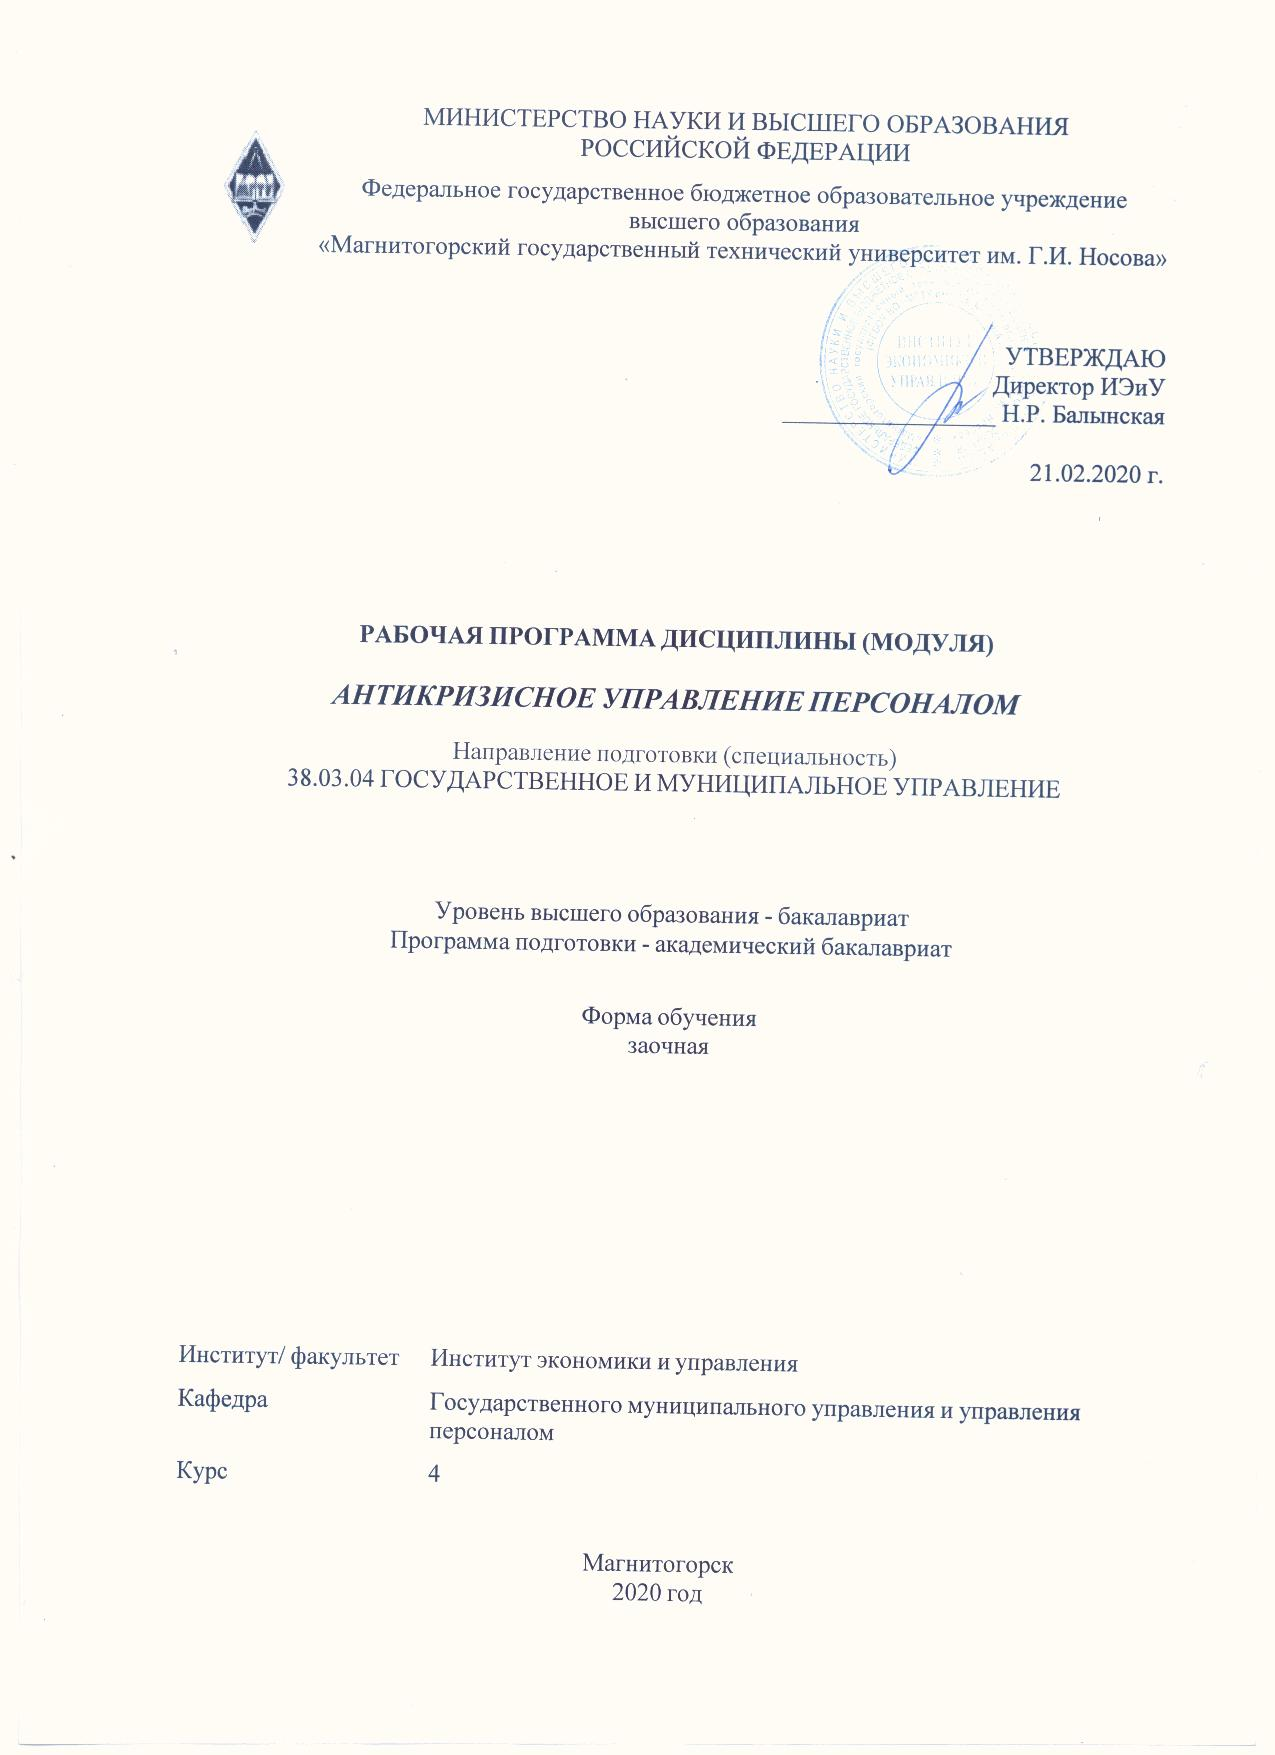 МИНИСТЕРСТВО НАУКИ И ВЫСШЕГО ОБРАЗОВАНИЯ
РОССИЙСКОЙ ФЕДЕРАЦИИ
Федеральное государственное бюджетное образовательное учреждение
высшего образования
«Магнитогорский государственный технический университет им. Г.И. Носова»
УТВЕРЖДАЮ
Директор ИЭиУ
Н.Р. Балынская
21.02.2020 г.
РАБОЧАЯ ПРОГРАММА ДИСЦИПЛИНЫ (МОДУЛЯ)
АНТИКРИЗИСНОЕ УПРАВЛЕНИЕ ПЕРСОНАЛОМ
Направление подготовки (специальность)
38.03.04 ГОСУДАРСТВЕННОЕ И МУНИЦИПАЛЬНОЕ УПРАВЛЕНИЕ
Уровень высшего образования - бакалавриат
Программа подготовки - академический бакалавриат
Форма обучения
заочная
Институт/ факультет Институт экономики и управления
Кафедра Государственного муниципального управления и управления
персоналом
Курс 4
Магнитогорск
2020 год